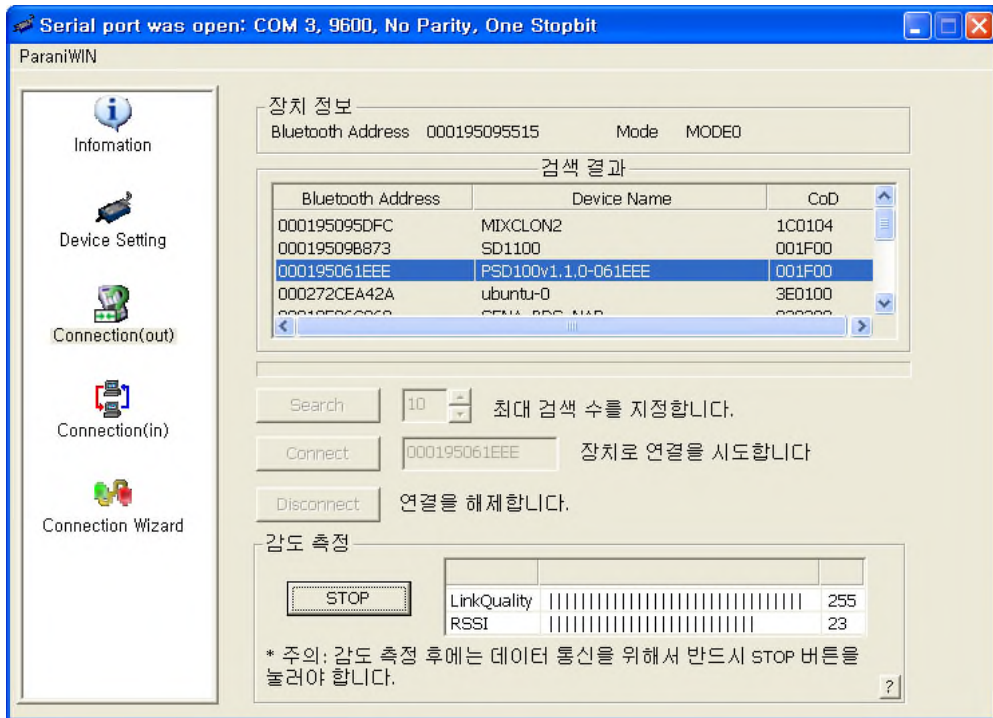 Serial port was open: COM 3, 9600, No Parity, One Stopbit
ParaniWIN
Infomation
Device Setting
Connection(out)
Connection(in)
Connection Wizard
장치 정보
Bluetooth Address 000195095515 Mode MODE0
검색 결과
Bluetooth Address Device Name CoD
000195095DFC MIXCLON2 1C0104
00019509B873 SD1100 001F00
000195061EEE PSD100v1.1.0-061EEE 001F00
000272CEA42A ubuntu-0 3E0100
Search 10 최대 검색 수를 지정합니다.
Connect 000195061EEE 장치로 연결을 시도합니다
Disconnect 연결을 해제합니다.
감도 측정
STOP
LinkQuality 255
RSSI 23
* 주의: 감도 측정 후에는 데이터 통신을 위해서 반드시 STOP 버튼을
눌러야 합니다.
?